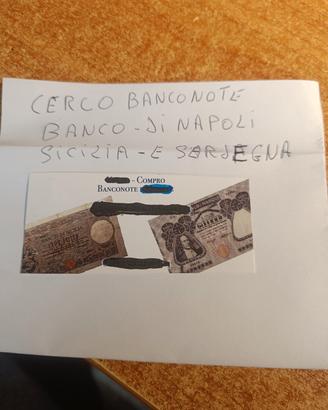 CERCO BANCONOTE
BANCO - DI NAPOLI
SICILIA - E SARDEGNA
- COMPRO
BANCONOTE